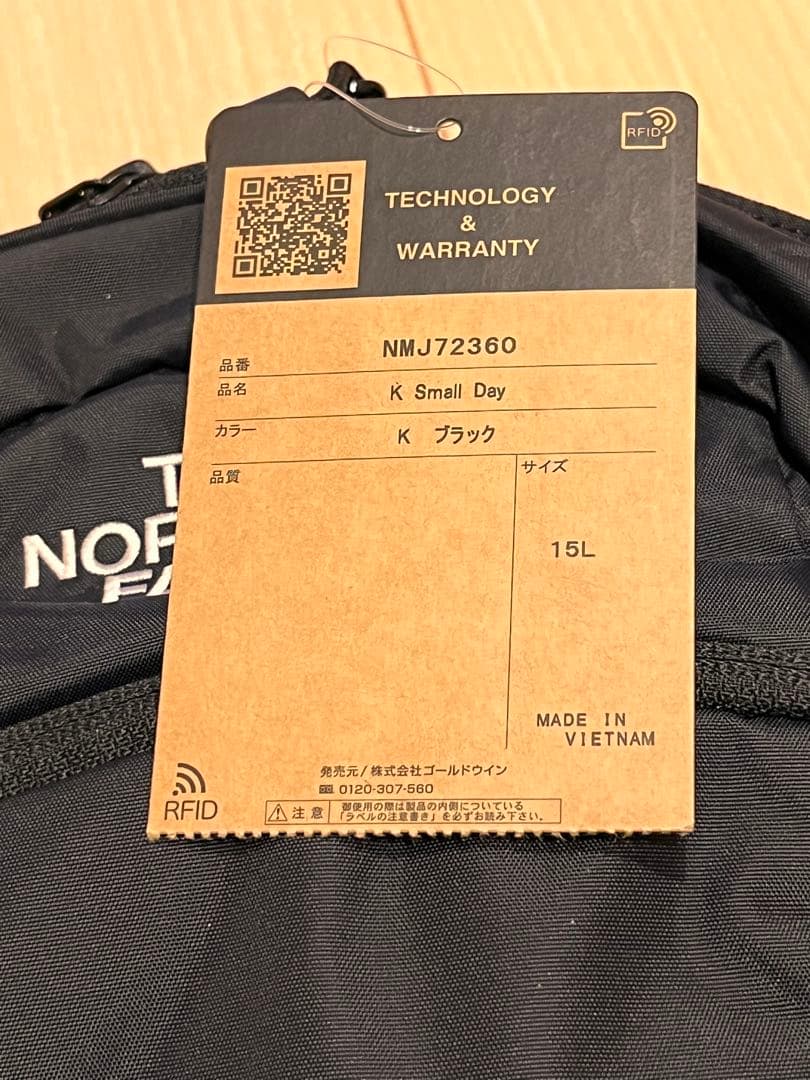 RFID
TECHNOLOGY
&
WARRANTY
品番 NMJ72360
品名 K Small Day
カラー K ブラック
品質
サイズ
15L
MADE IN
VIETNAM
発売元/株式会社ゴールドウイン
0120-307-560
RFID
注意
御使用の際は製品の内側についている
「ラベルの注意書き」を必ずお読み下さい。
T
NOR
FA